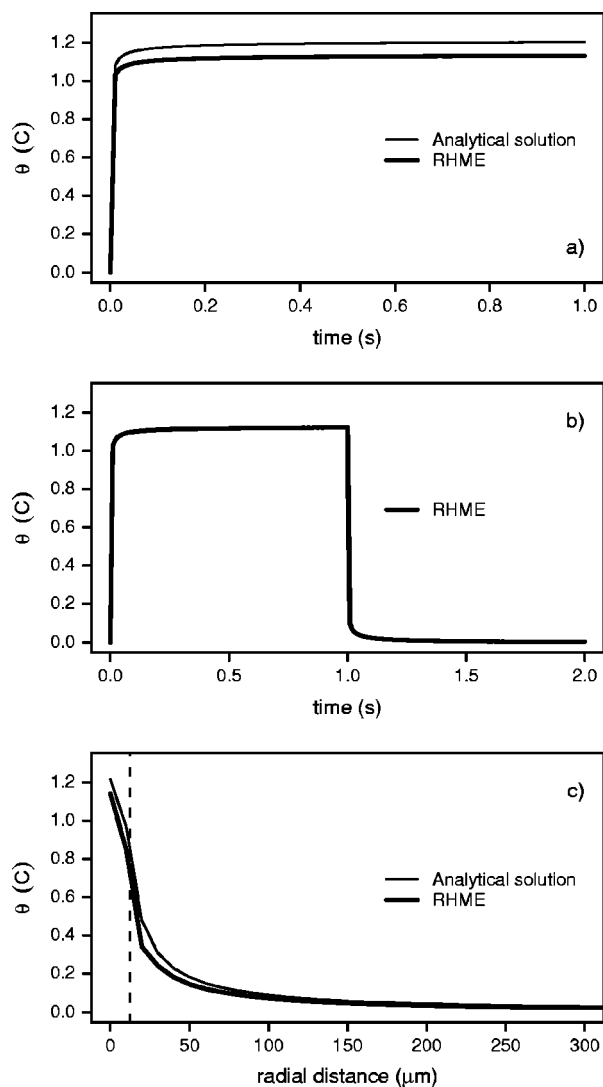 1.2
1.0
0.8
0.6
0.4
0.2
0.0
θ (C)
Analytical solution
RHME
a)
0.0 0.2 0.4 0.6 0.8 1.0
time (s)
1.2
1.0
0.8
0.6
0.4
0.2
0.0
θ (C)
b)
RHME
0.0 0.5 1.0 1.5 2.0
time (s)
1.2
1.0
0.8
0.6
0.4
0.2
0.0
θ (C)
c)
Analytical solution
RHME
0 50 100 150 200 250 300
radial distance (μm)